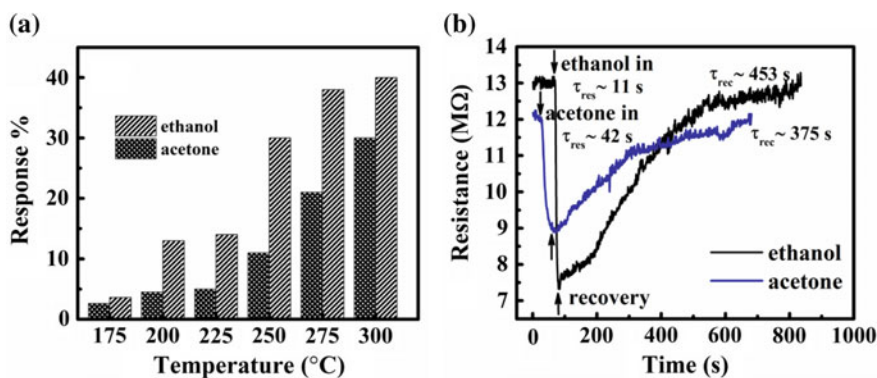 (a)
Response %
40
30
20
10
0
ethanol
acetone
175 200 225 250 275 300
Temperature (°C)
(b)
Resistance (MΩ)
14
13
12
11
10
9
8
7
6
ethanol in
τres~ 11 s
acetone in
τres~ 42 s
τrec~ 453 s
τrec~ 375 s
ethanol
acetone
recovery
0 200 400 600 800 1000
Time (s)